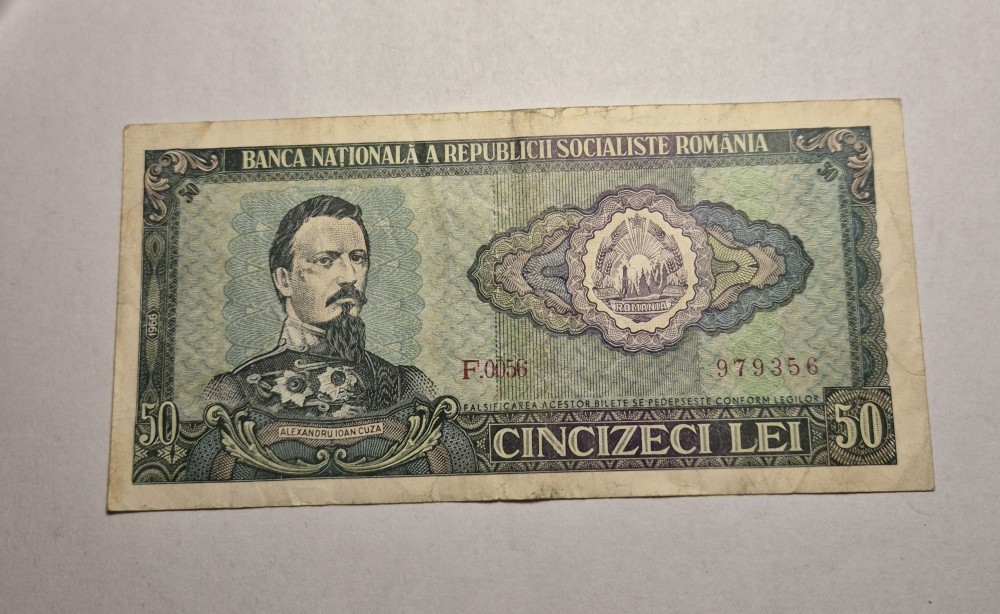 BANCA NAȚIONALĂ A REPUBLICII SOCIALISTE ROMÂNIA
50
50
1966
ROMANIA
F.0056
979356
FALSIFICAREA ACESTOR BILETE SE PEDEPSEȘTE CONFORM LEGILOR
50
ALEXANDRU IOAN CUZA
CINCIZECI LEI
50